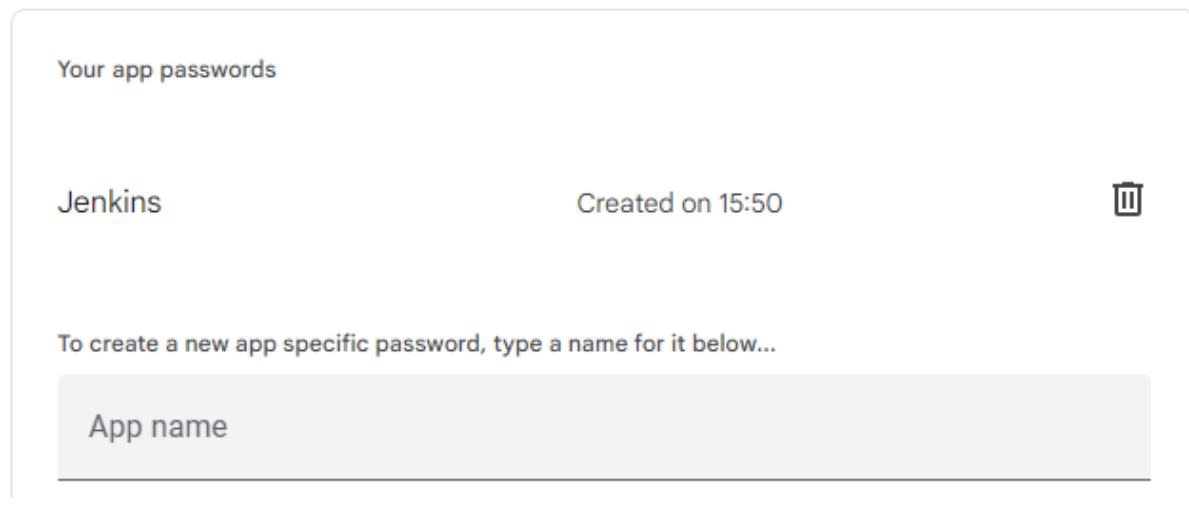 Your app passwords
Jenkins Created on 15:50
To create a new app specific password, type a name for it below...
App name